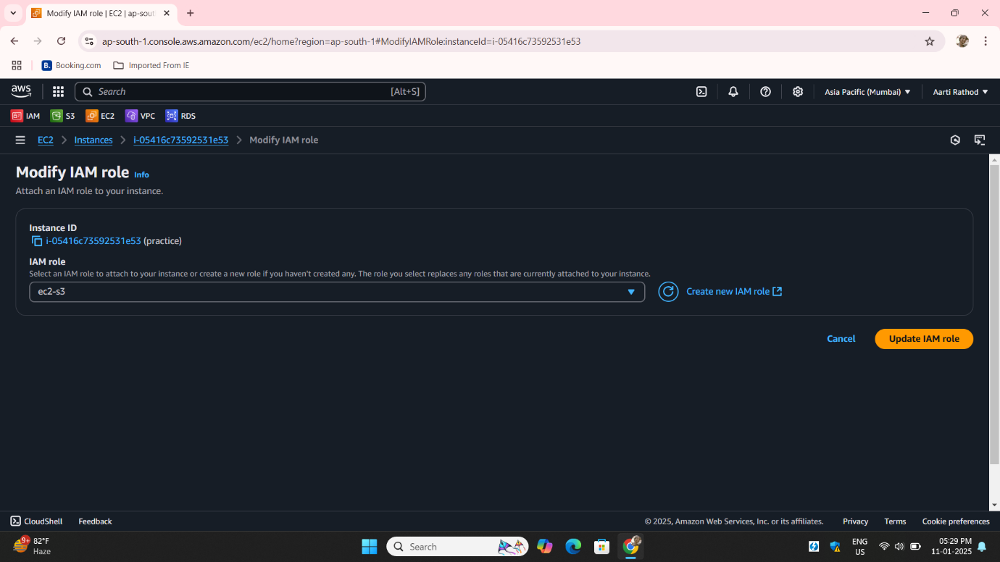 Modify IAM role | EC2 | ap-sout
ap-south-1.console.aws.amazon.com/ec2/home?region=ap-south-1#ModifyIAMRole:instanceId=i-05416c73592531e53
B. Booking.com Imported From IE
aws Search [Alt+S] Asia Pacific (Mumbai) Aarti Rathod
IAM S3 EC2 VPC RDS
EC2 Instances i-05416c73592531e53 Modify IAM role
Modify IAM role Info
Attach an IAM role to your instance.
Instance ID
i-05416c73592531e53 (practice)
IAM role
Select an IAM role to attach to your instance or create a new role if you haven't created any. The role you select replaces any roles that are currently attached to your instance.
ec2-s3 Create new IAM role
Cancel Update IAM role
CloudShell Feedback © 2025, Amazon Web Services, Inc. or its affiliates. Privacy Terms Cookie preferences
9+ 82°F Search ENG 05:29 PM
Haze US 11-01-2025